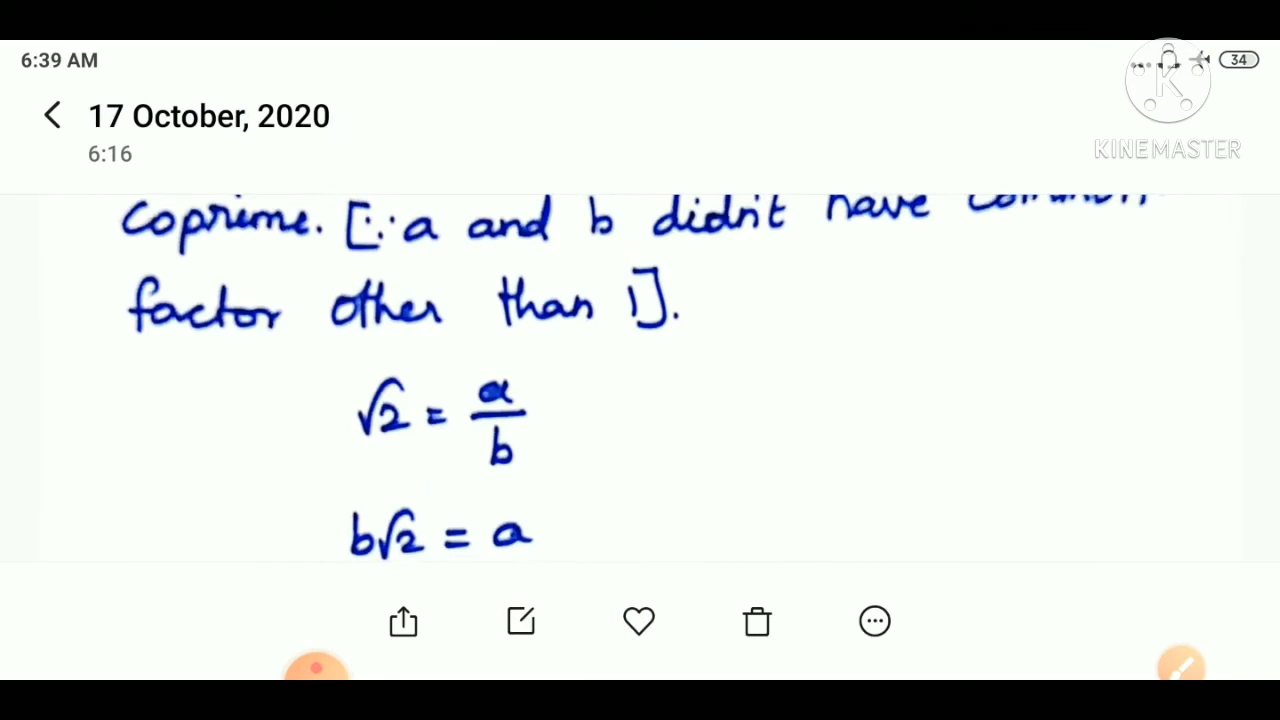 6:39 AM
34
17 October, 2020
6:16
KINEMASTER
coprime. [∵ a and b didn't have common
factor other than 1].
√2 = a/b
b√2 = a